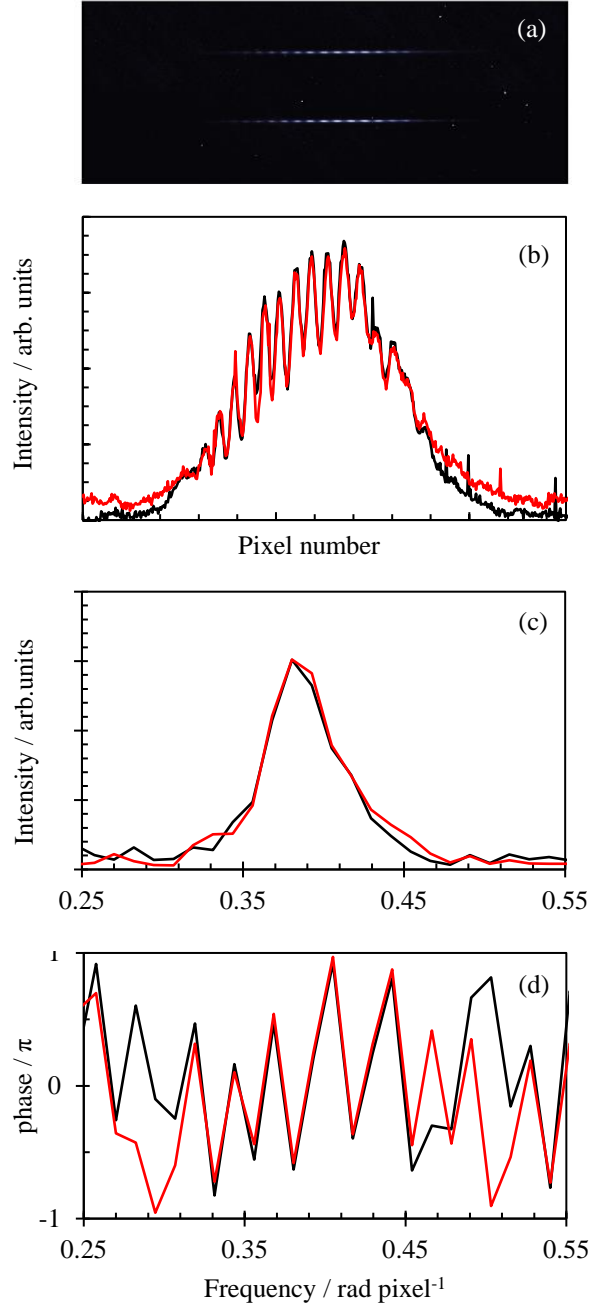 (a)
(b)
Intensity / arb. units
Pixel number
(c)
Intensity / arb.units
0.25 0.35 0.45 0.55
(d)
1
0
-1
phase / π
0.25 0.35 0.45 0.55
Frequency / rad pixel-1